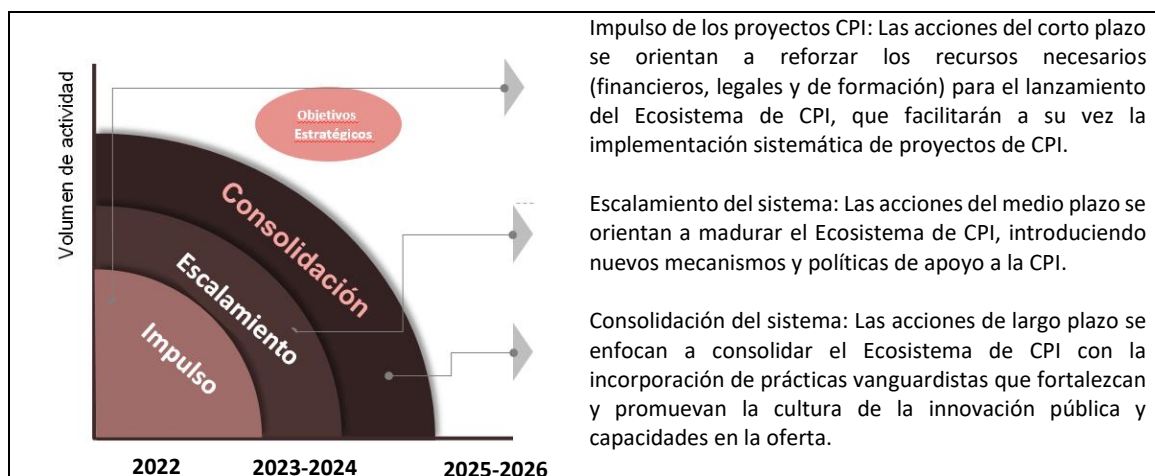 Volumen de actividad
Objetivos
Estratégicos
Consolidación
Escalamiento
Impulso
2022
2023-2024
2025-2026
Impulso de los proyectos CPI: Las acciones del corto plazo
se orientan a reforzar los recursos necesarios
(financieros, legales y de formación) para el lanzamiento
del Ecosistema de CPI, que facilitarán a su vez la
implementación sistemática de proyectos de CPI.
Escalamiento del sistema: Las acciones del medio plazo se
orientan a madurar el Ecosistema de CPI, introduciendo
nuevos mecanismos y políticas de apoyo a la CPI.
Consolidación del sistema: Las acciones de largo plazo se
enfocan a consolidar el Ecosistema de CPI con la
incorporación de prácticas vanguardistas que fortalezcan
y promuevan la cultura de la innovación pública y
capacidades en la oferta.